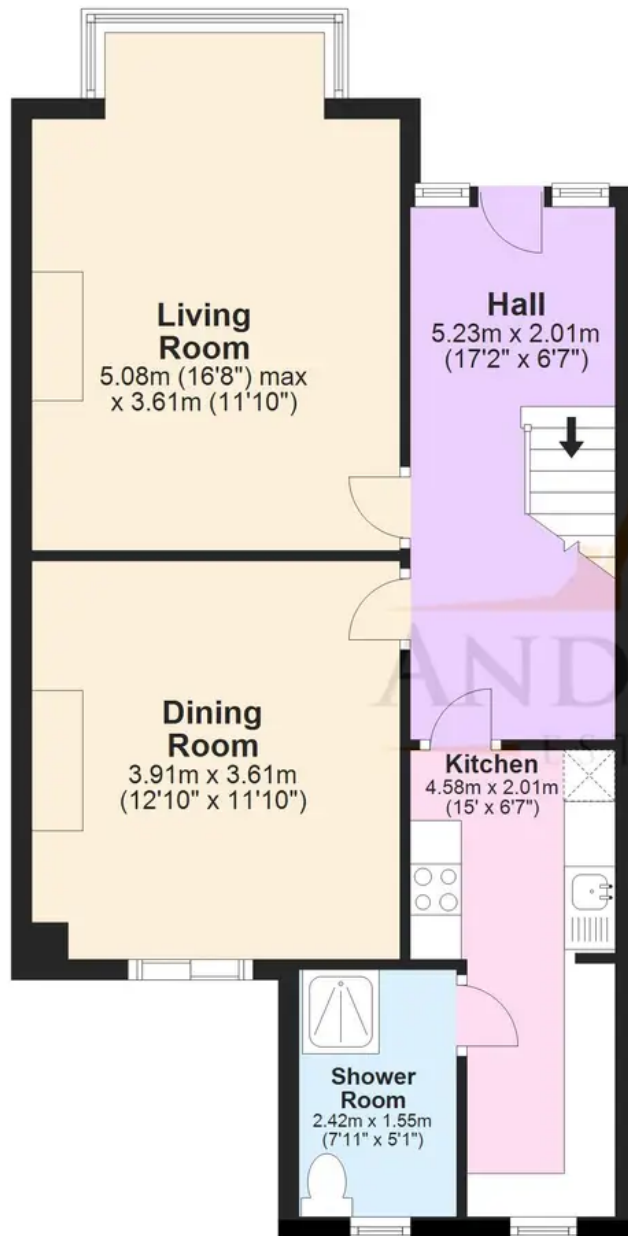 Living
Room
5.08m (16'8") max
x 3.61m (11'10")
Hall
5.23m x 2.01m
(17'2" x 6'7")
Dining
Room
3.91m x 3.61m
(12'10" x 11'10")
Kitchen
4.58m x 2.01m
(15' x 6'7")
Shower
Room
2.42m x 1.55m
(7'11" x 5'1")
AND
EST